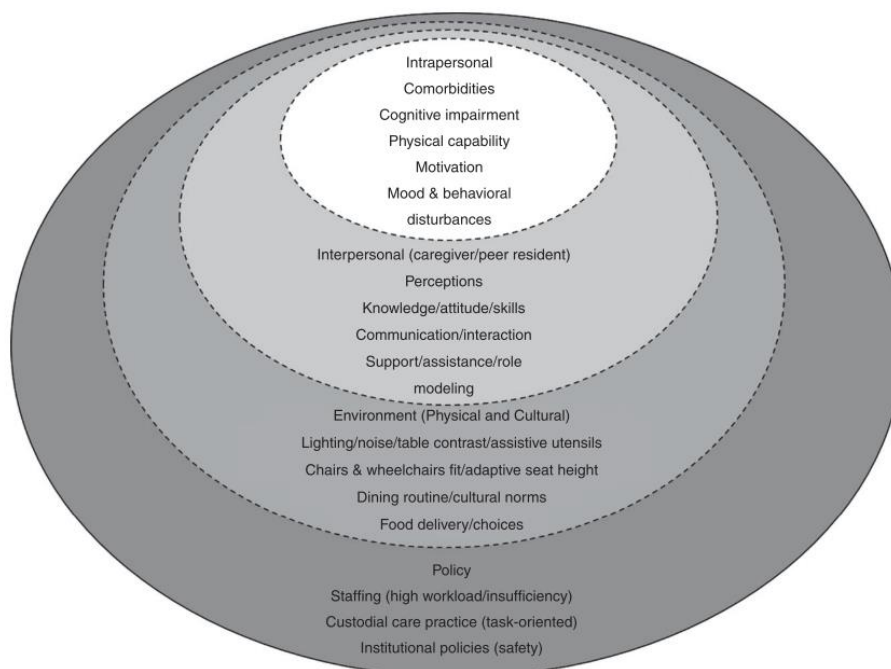 Intrapersonal
Comorbidities
Cognitive impairment
Physical capability
Motivation
Mood & behavioral
disturbances
Interpersonal (caregiver/peer resident)
Perceptions
Knowledge/attitude/skills
Communication/interaction
Support/assistance/role
modeling
Environment (Physical and Cultural)
Lighting/noise/table contrast/assistive utensils
Chairs & wheelchairs fit/adaptive seat height
Dining routine/cultural norms
Food delivery/choices
Policy
Staffing (high workload/insufficiency)
Custodial care practice (task-oriented)
Institutional policies (safety)